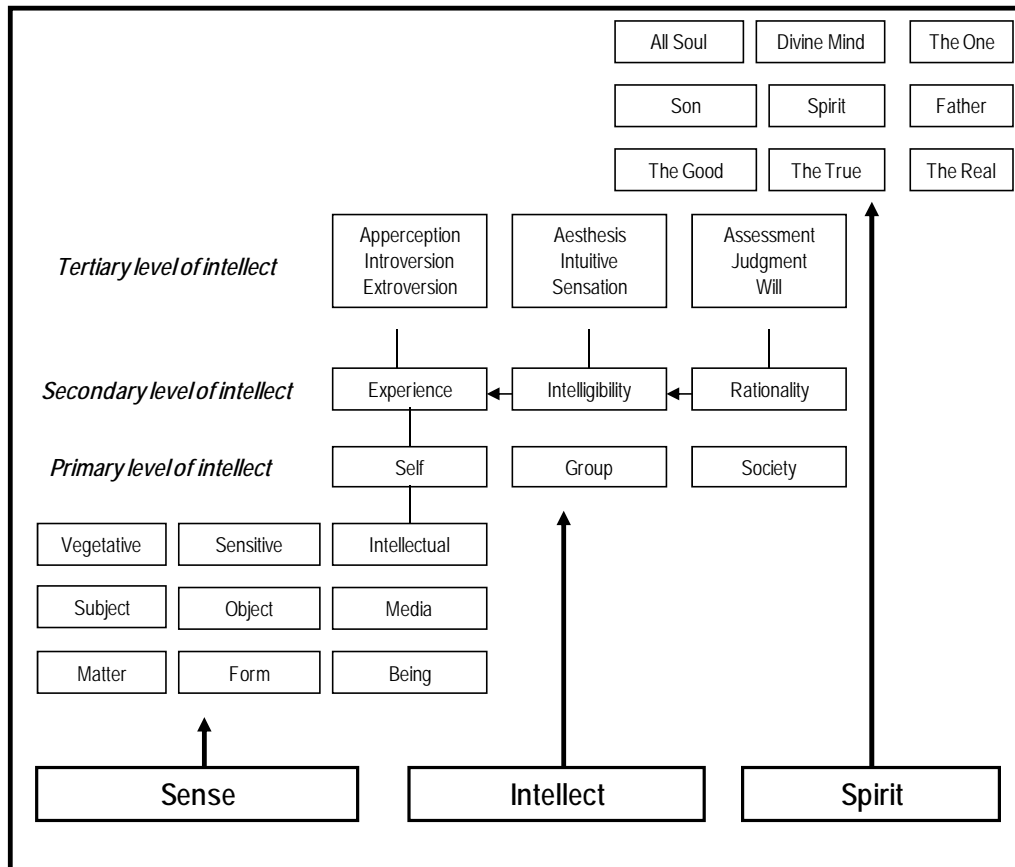 All Soul
Divine Mind
The One
Son
Spirit
Father
The Good
The True
The Real
Tertiary level of intellect
Apperception
Introversion
Extroversion
Aesthesis
Intuitive
Sensation
Assessment
Judgment
Will
Secondary level of intellect
Experience
Intelligibility
Rationality
Primary level of intellect
Self
Group
Society
Vegetative
Sensitive
Intellectual
Subject
Object
Media
Matter
Form
Being
Sense
Intellect
Spirit